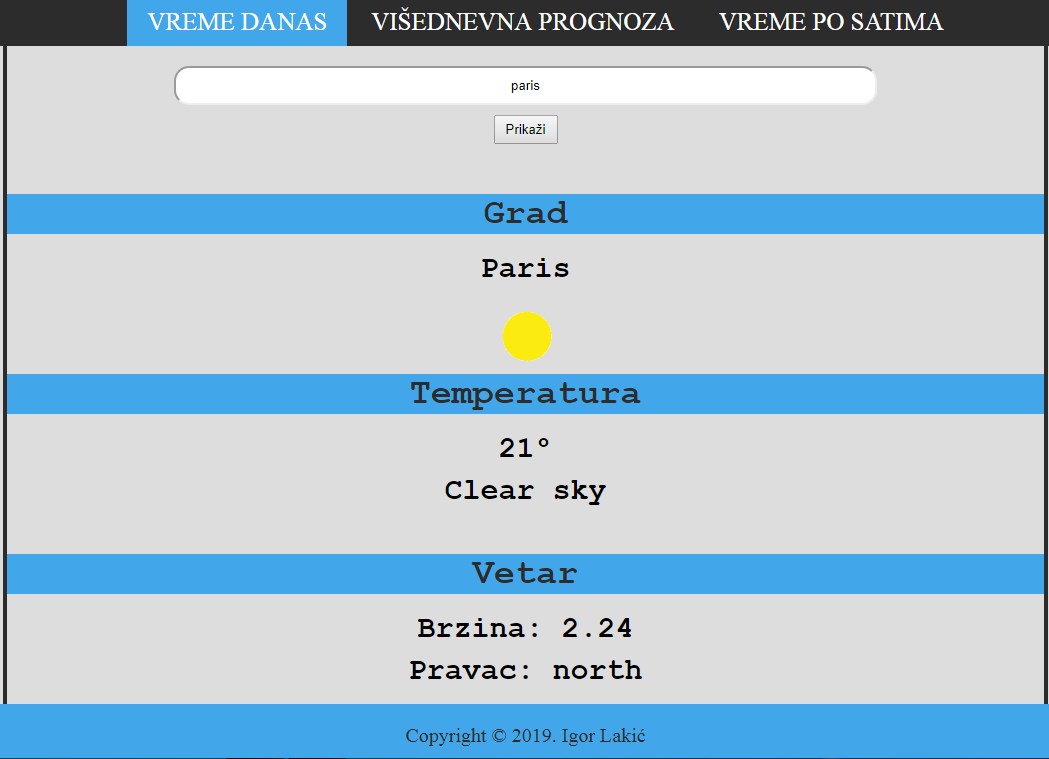 VREME DANAS VIŠEDNEVNA PROGNOZA VREME PO SATIMA
paris
Prikaži
Grad
Paris
Temperatura
21°
Clear sky
Vetar
Brzina: 2.24
Pravac: north
Copyright © 2019. Igor Lakić